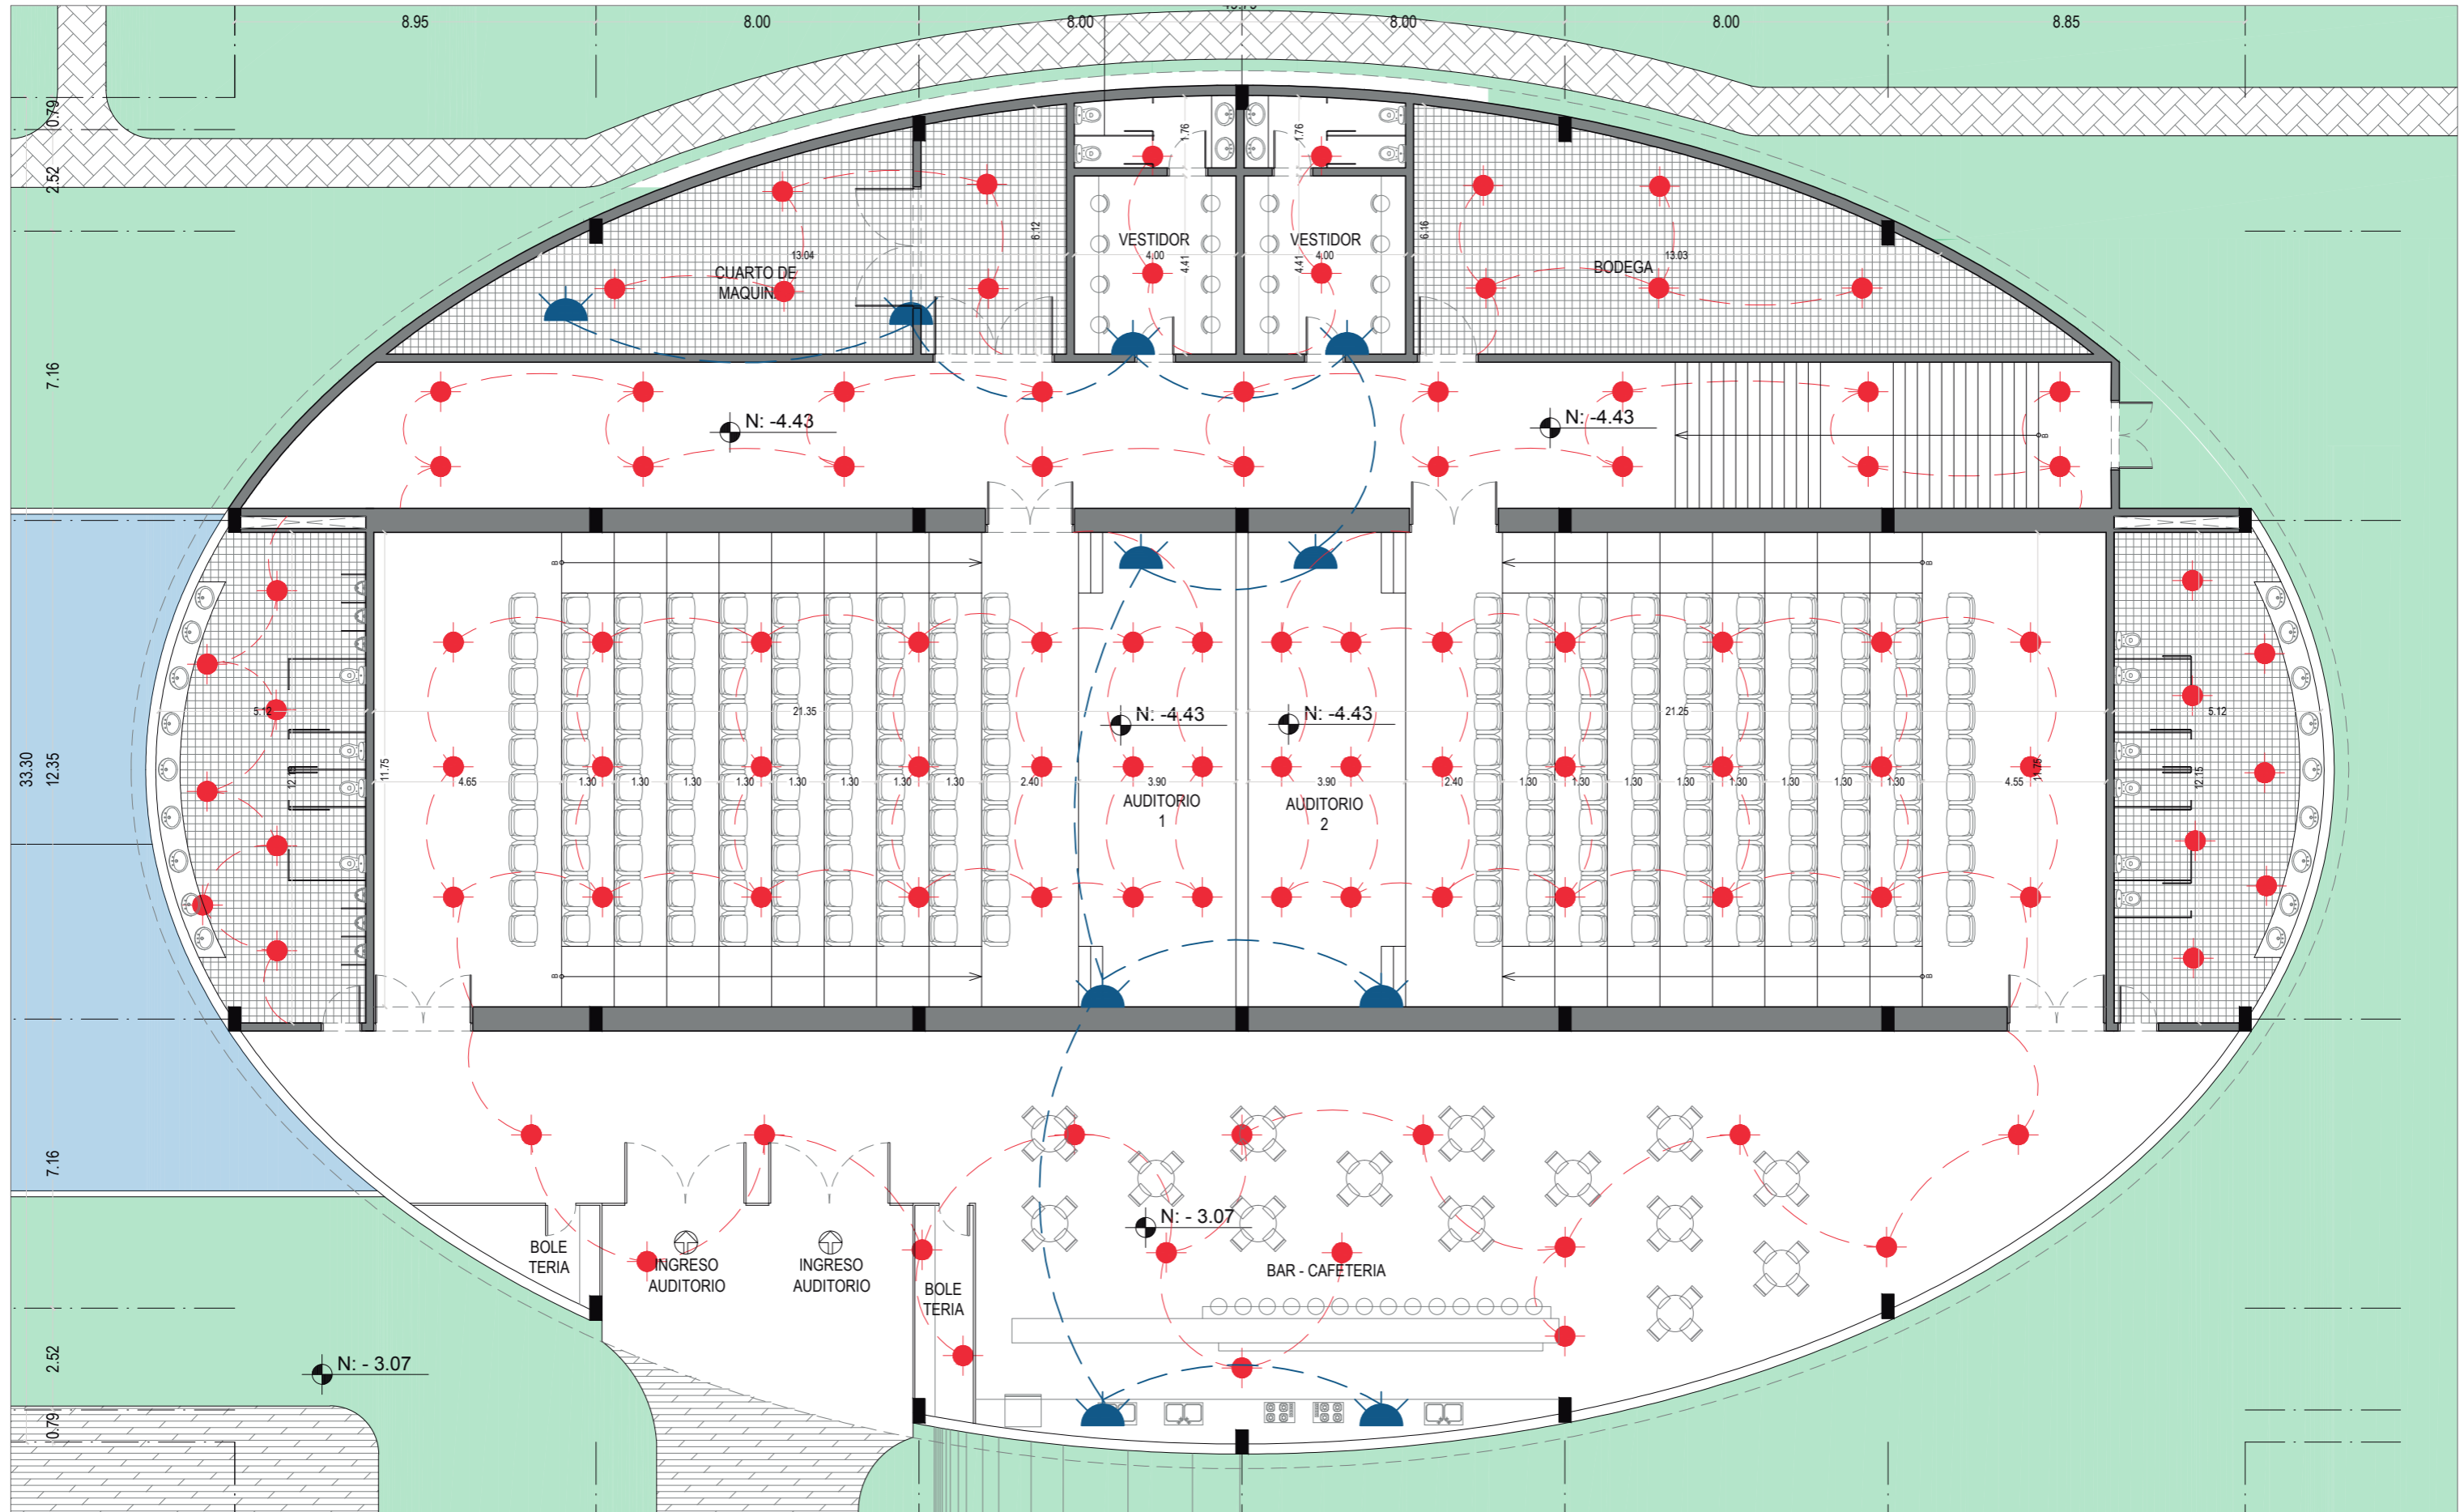 8.95
8.00
8.00
8.00
8.00
8.85
0.79
2.52
7.16
33.30
12.35
7.16
2.52
0.79
1.76
1.76
6.12
6.16
VESTIDOR
4.00
4.41
VESTIDOR
4.00
4.41
13.04
CUARTO DE
BODEGA
13.03
N: -4.43
N: -4.43
B
B
B
5.12
21.35
N: -4.43
N: -4.43
21.25
5.12
11.75
4.65
1.30
1.30
1.30
1.30
1.30
1.30
1.30
1.30
2.40
3.90
3.90
2.40
1.30
1.30
1.30
1.30
1.30
1.30
1.30
1.30
4.55
11.75
12.15
AUDITORIO
1
AUDITORIO
2
B
B
N: - 3.07
BOLE
TERIA
INGRESO
AUDITORIO
INGRESO
AUDITORIO
BOLE
TERIA
BAR - CAFETERIA
N: - 3.07